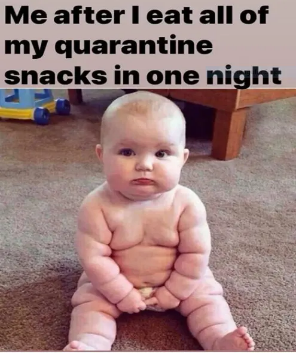 Me after I eat all of
my quarantine
snacks in one night